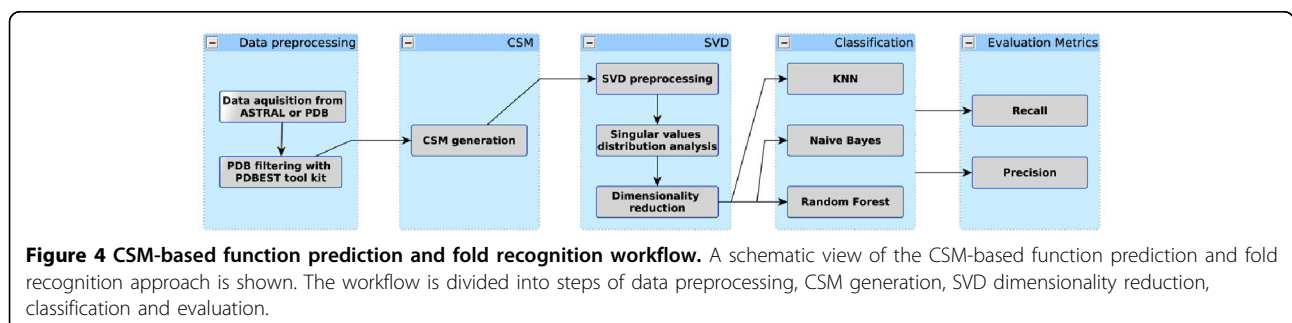 Data preprocessing
Data aquisition from
ASTRAL or PDB
PDB filtering with
PDBEST tool kit
CSM
CSM generation
SVD
SVD preprocessing
Singular values
distribution analysis
Dimensionality
reduction
Classification
KNN
Naive Bayes
Random Forest
Evaluation Metrics
Recall
Precision
Figure 4 CSM-based function prediction and fold recognition workflow. A schematic view of the CSM-based function prediction and fold
recognition approach is shown. The workflow is divided into steps of data preprocessing, CSM generation, SVD dimensionality reduction,
classification and evaluation.